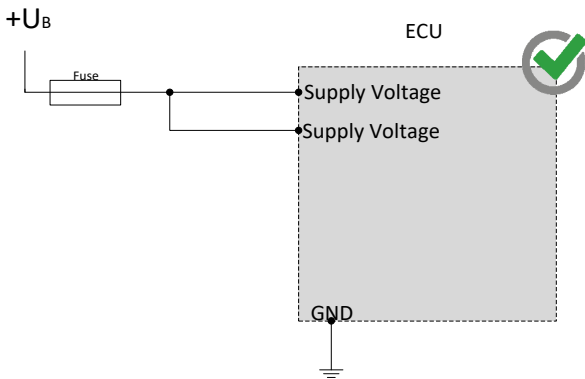 +UB
ECU
Fuse
Supply Voltage
Supply Voltage
GND